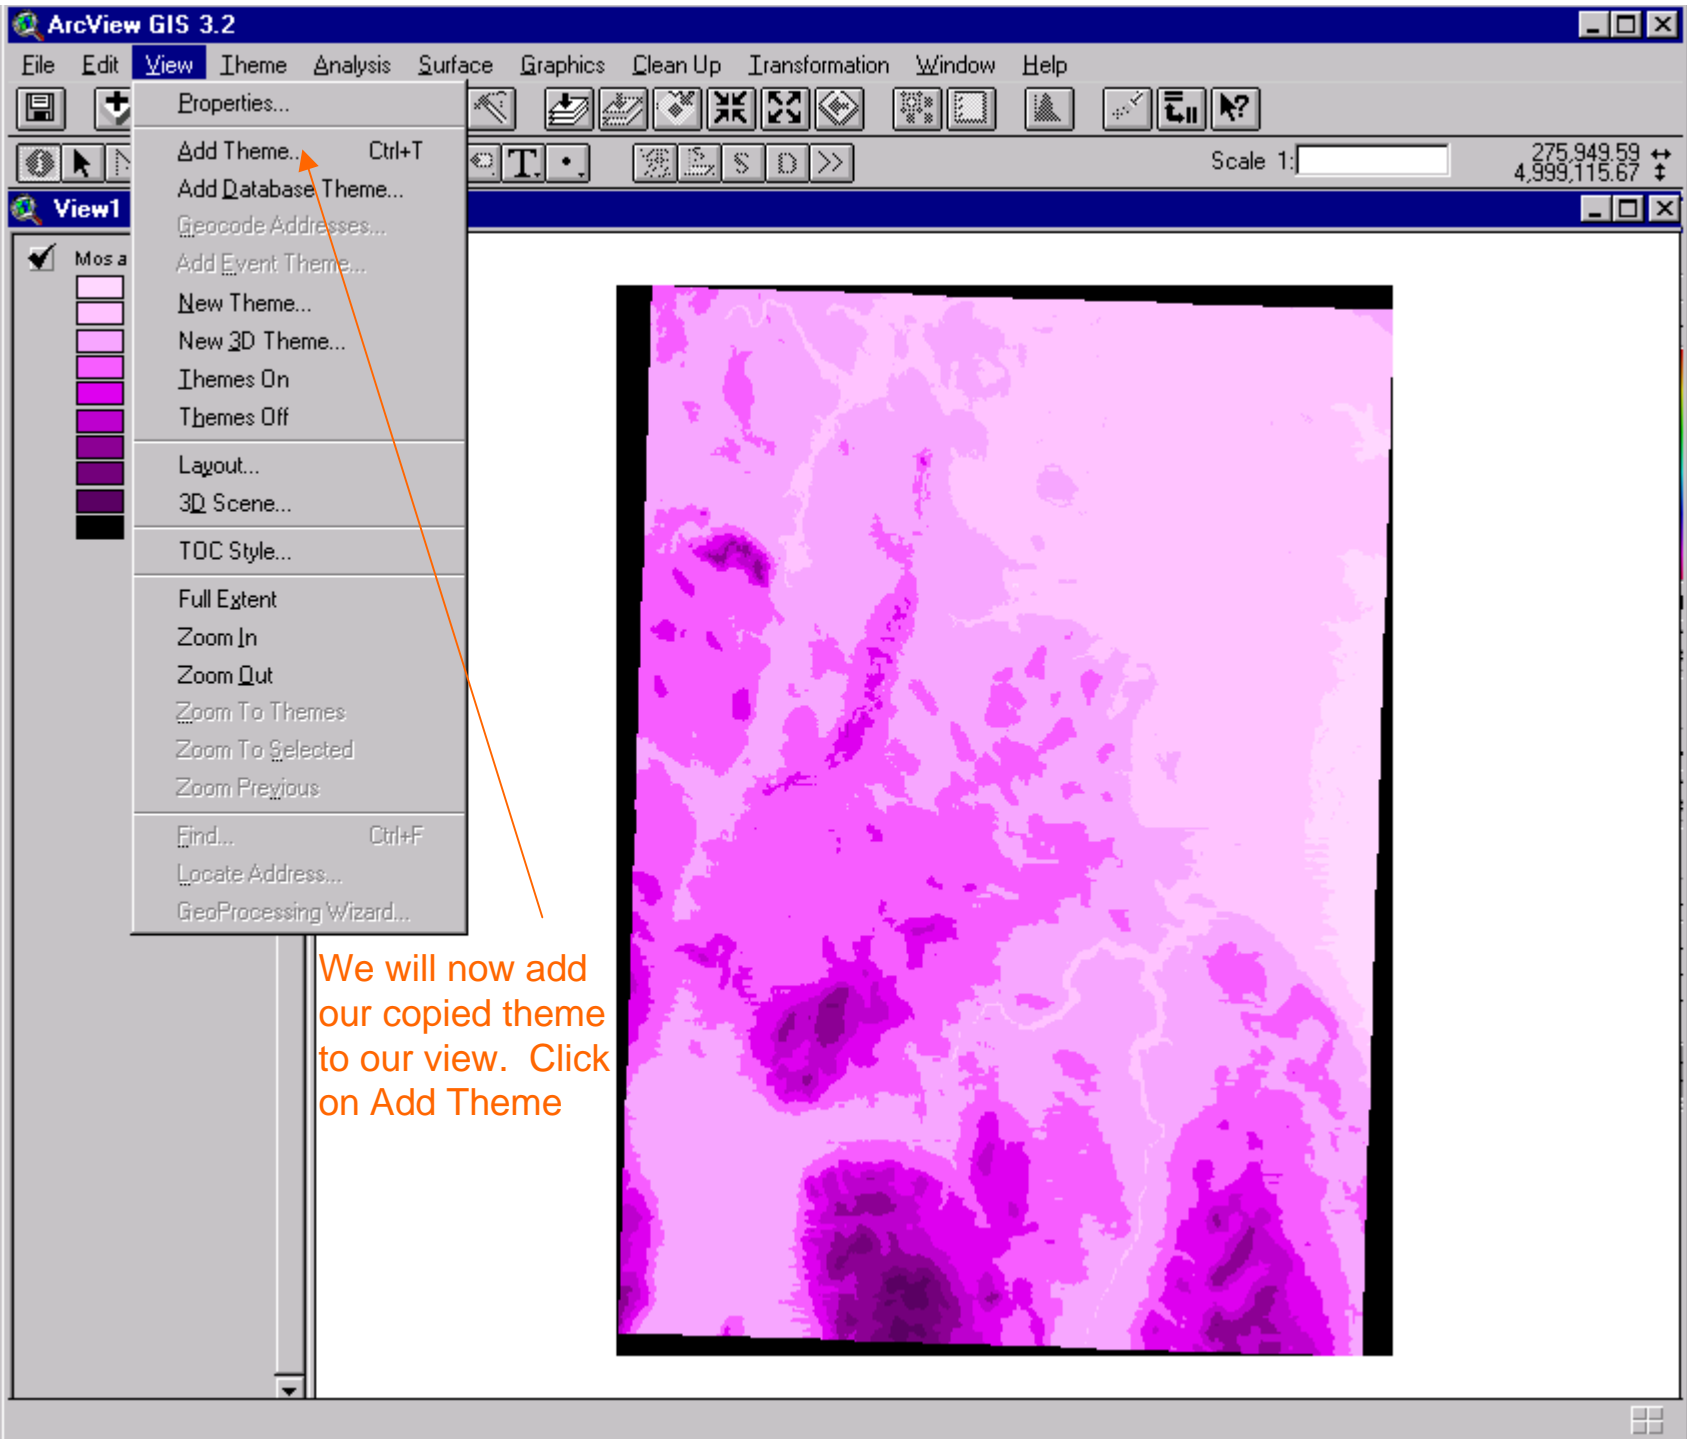 ArcView GIS 3.2
File Edit View Theme Analysis Surface Graphics Clean Up Transformation Window Help
T
S D >>
Scale 1:
275,949.59
4,999,115.67
View1
Properties...
Add Theme... Ctrl+T
Add Database Theme...
Geocode Addresses...
Add Event Theme...
New Theme...
New 3D Theme...
Themes On
Themes Off
Layout...
3D Scene...
TOC Style...
Full Extent
Zoom In
Zoom Out
Zoom To Themes
Zoom To Selected
Zoom Previous
Find... Ctrl+F
Locate Address...
GeoProcessing Wizard...
Mosa
We will now add
our copied theme
to our view. Click
on Add Theme